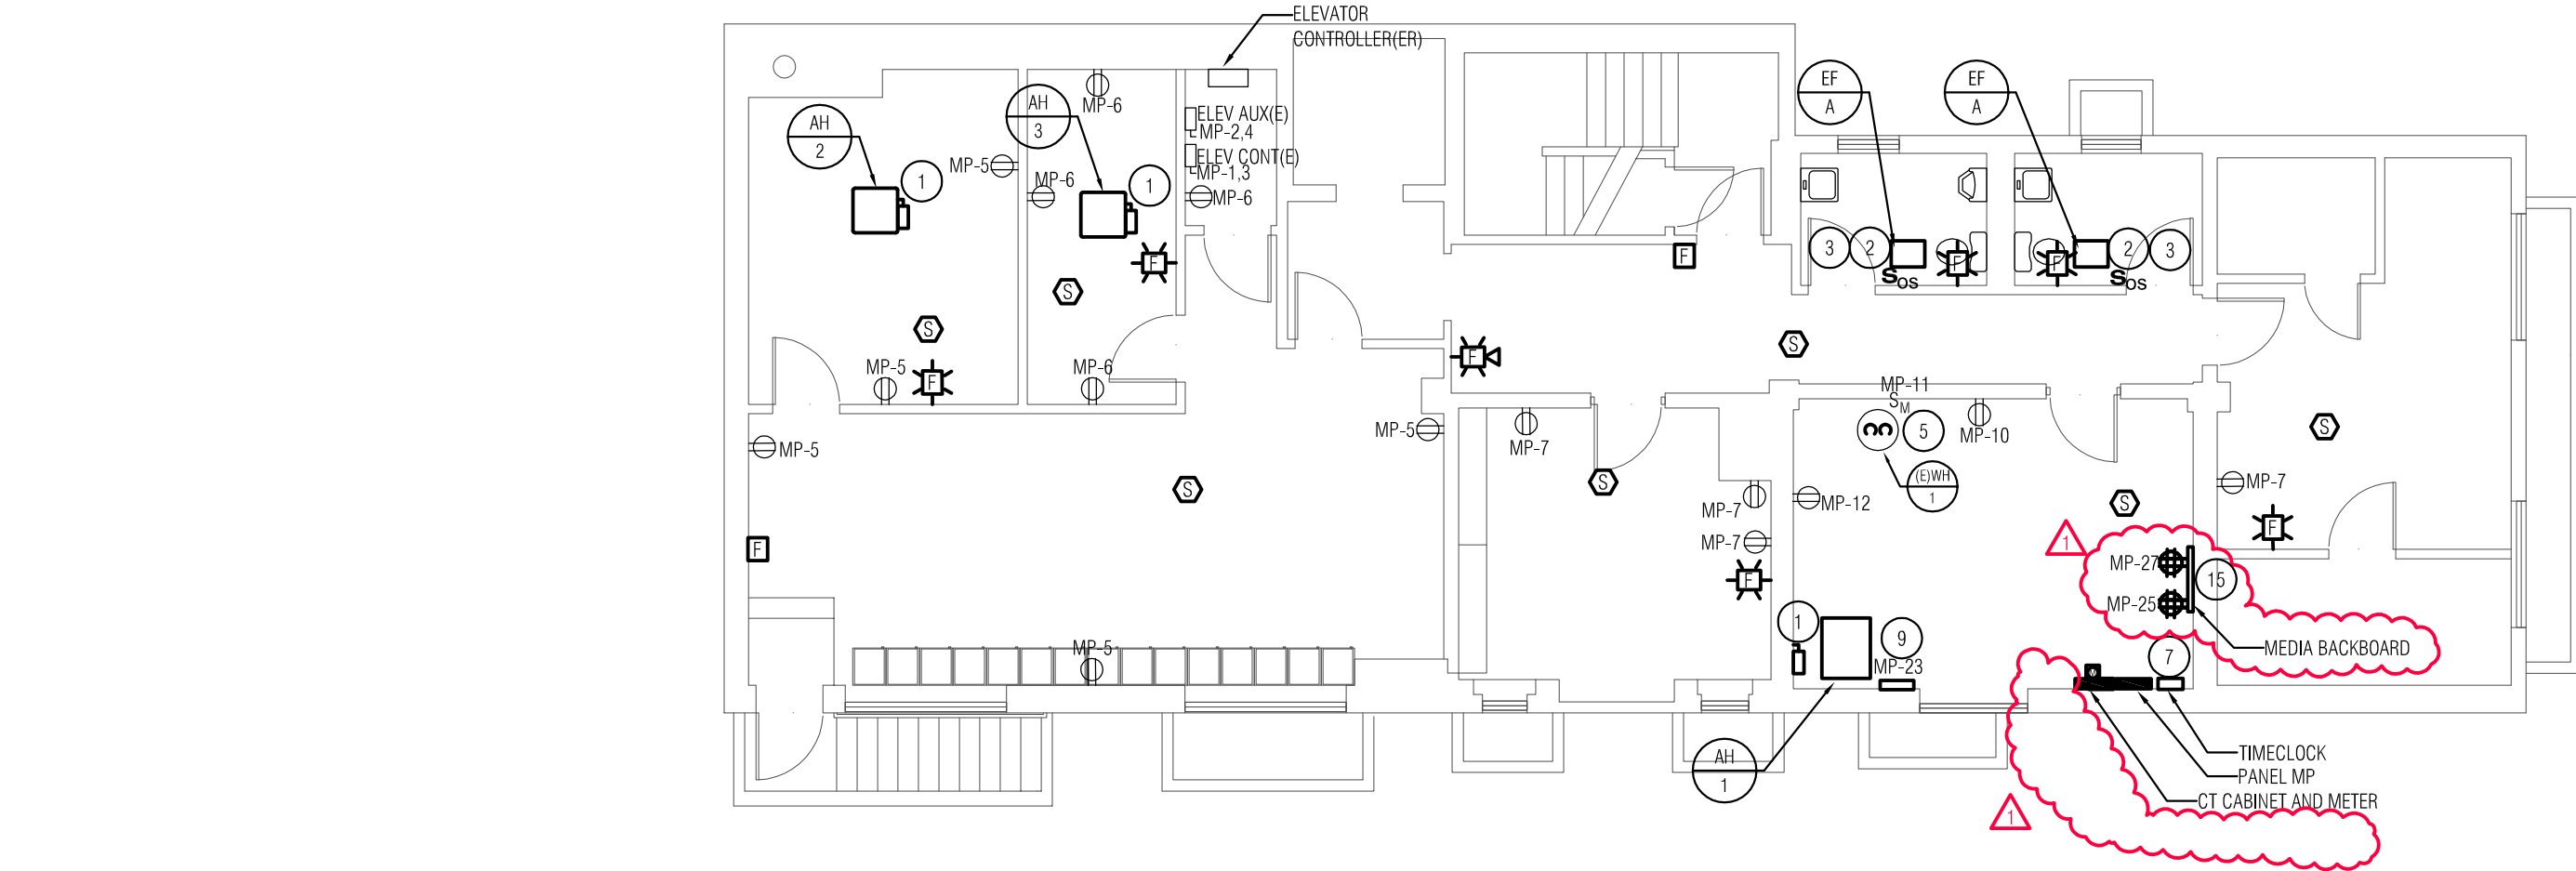 ELEVATOR
CONTROLLER(ER)
EF
A
EF
A
AH
2
AH
3
MP-6
ELEV AUX(E)
MP-2,4
ELEV CONT(E)
MP-1,3
MP-5
MP-6
MP-6
1
1
F
S
S
F
MP-5
MP-6
F
F
3
2
SOS
F
F
2
3
SOS
S
MP-11
SM
5
MP-10
(E)WH
1
MP-5
MP-5
MP-7
S
S
S
S
MP-7
MP-7
MP-12
MP-7
F
F
F
1
MP-27
MP-25
15
MEDIA BACKBOARD
MP-5
1
9
MP-23
7
AH
1
TIMECLOCK
PANEL MP
CT CABINET AND METER
1